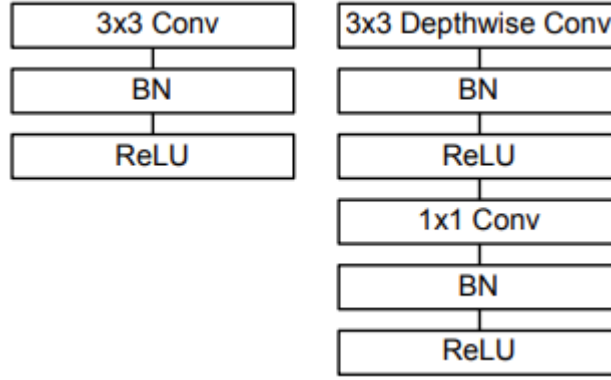 3x3 Conv
BN
ReLU
3x3 Depthwise Conv
BN
ReLU
1x1 Conv
BN
ReLU